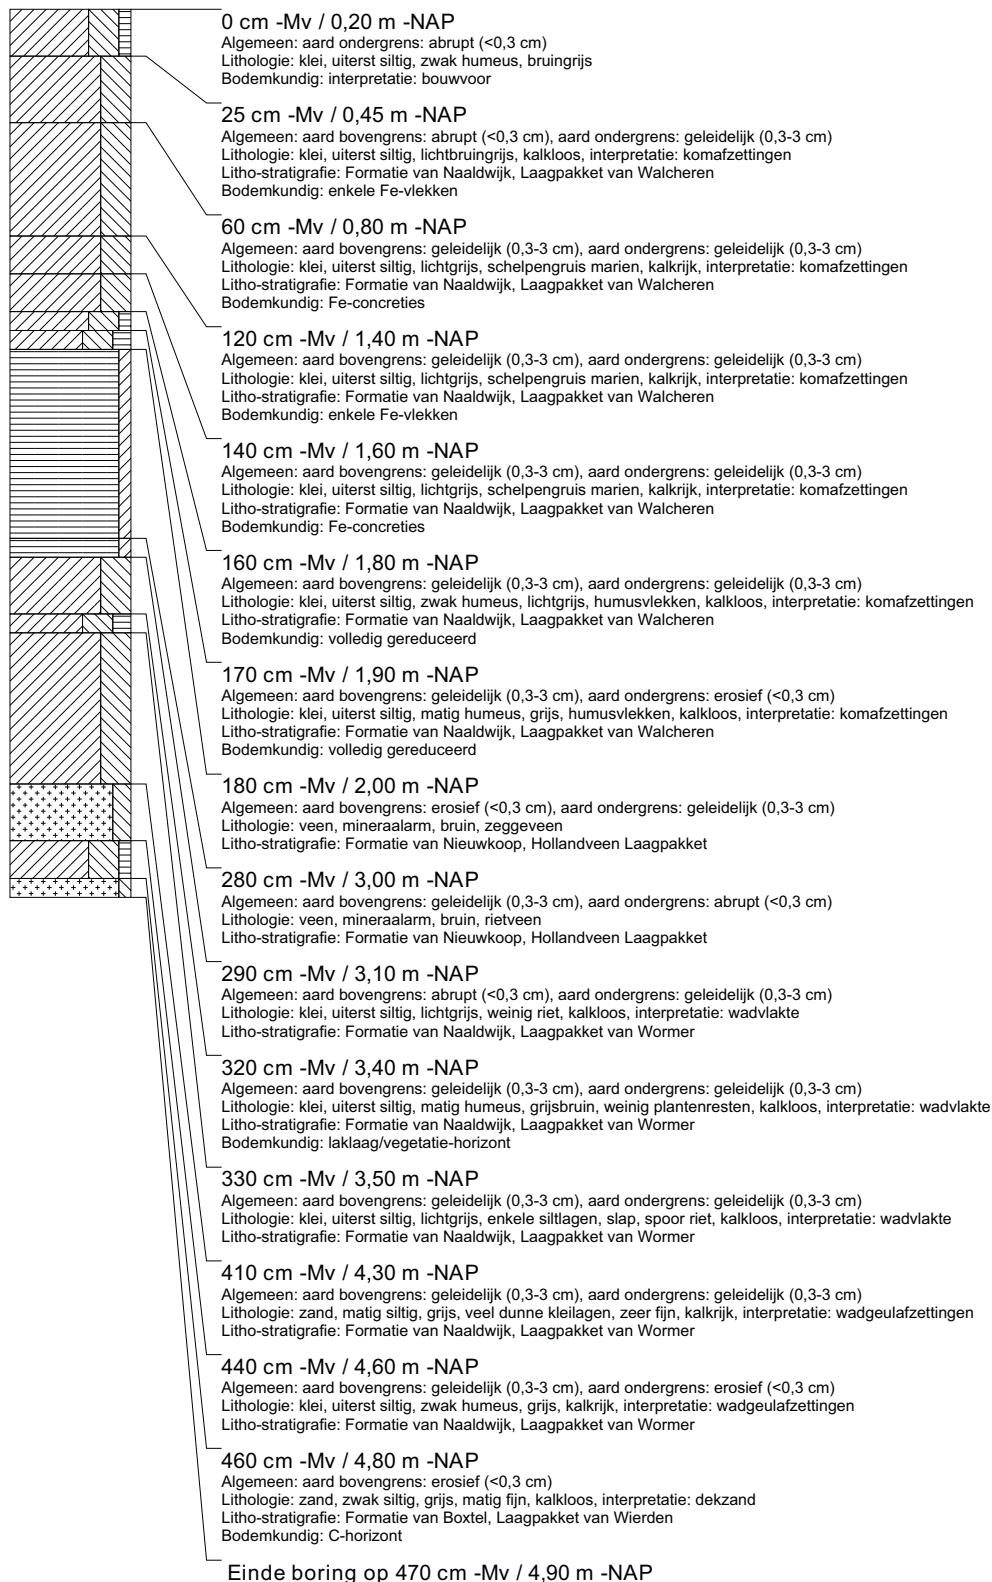 0 cm -Mv / 0,20 m -NAP
Algemeen: aard ondergrens: abrupt (<0,3 cm)
Lithologie: klei, uiterst siltig, zwak humeus, bruingrijs
Bodemkundig: interpretatie: bouwvoor
25 cm -Mv / 0,45 m -NAP
Algemeen: aard bovengrens: abrupt (<0,3 cm), aard ondergrens: geleidelijk (0,3-3 cm)
Lithologie: klei, uiterst siltig, lichtbruingrijs, kalkloos, interpretatie: komafzettingen
Litho-stratigrafie: Formatie van Naaldwijk, Laagpakket van Walcheren
Bodemkundig: enkele Fe-vlekken
60 cm -Mv / 0,80 m -NAP
Algemeen: aard bovengrens: geleidelijk (0,3-3 cm), aard ondergrens: geleidelijk (0,3-3 cm)
Lithologie: klei, uiterst siltig, lichtgrijs, schelpengruis marien, kalkrijk, interpretatie: komafzettingen
Litho-stratigrafie: Formatie van Naaldwijk, Laagpakket van Walcheren
Bodemkundig: Fe-concreties
120 cm -Mv / 1,40 m -NAP
Algemeen: aard bovengrens: geleidelijk (0,3-3 cm), aard ondergrens: geleidelijk (0,3-3 cm)
Lithologie: klei, uiterst siltig, lichtgrijs, schelpengruis marien, kalkrijk, interpretatie: komafzettingen
Litho-stratigrafie: Formatie van Naaldwijk, Laagpakket van Walcheren
Bodemkundig: enkele Fe-vlekken
140 cm -Mv / 1,60 m -NAP
Algemeen: aard bovengrens: geleidelijk (0,3-3 cm), aard ondergrens: geleidelijk (0,3-3 cm)
Lithologie: klei, uiterst siltig, lichtgrijs, schelpengruis marien, kalkrijk, interpretatie: komafzettingen
Litho-stratigrafie: Formatie van Naaldwijk, Laagpakket van Walcheren
Bodemkundig: Fe-concreties
160 cm -Mv / 1,80 m -NAP
Algemeen: aard bovengrens: geleidelijk (0,3-3 cm), aard ondergrens: geleidelijk (0,3-3 cm)
Lithologie: klei, uiterst siltig, zwak humeus, lichtgrijs, humusvlekken, kalkloos, interpretatie: komafzettingen
Litho-stratigrafie: Formatie van Naaldwijk, Laagpakket van Walcheren
Bodemkundig: volledig gereduceerd
170 cm -Mv / 1,90 m -NAP
Algemeen: aard bovengrens: geleidelijk (0,3-3 cm), aard ondergrens: erosief (<0,3 cm)
Lithologie: klei, uiterst siltig, matig humeus, grijs, humusvlekken, kalkloos, interpretatie: komafzettingen
Litho-stratigrafie: Formatie van Naaldwijk, Laagpakket van Walcheren
Bodemkundig: volledig gereduceerd
180 cm -Mv / 2,00 m -NAP
Algemeen: aard bovengrens: erosief (<0,3 cm), aard ondergrens: geleidelijk (0,3-3 cm)
Lithologie: veen, mineraalarm, bruin, zeggeveen
Litho-stratigrafie: Formatie van Nieuwkoop, Hollandveen Laagpakket
280 cm -Mv / 3,00 m -NAP
Algemeen: aard bovengrens: geleidelijk (0,3-3 cm), aard ondergrens: abrupt (<0,3 cm)
Lithologie: veen, mineraalarm, bruin, rietveen
Litho-stratigrafie: Formatie van Nieuwkoop, Hollandveen Laagpakket
290 cm -Mv / 3,10 m -NAP
Algemeen: aard bovengrens: abrupt (<0,3 cm), aard ondergrens: geleidelijk (0,3-3 cm)
Lithologie: klei, uiterst siltig, lichtgrijs, weinig riet, kalkloos, interpretatie: wadvlakte
Litho-stratigrafie: Formatie van Naaldwijk, Laagpakket van Wormer
320 cm -Mv / 3,40 m -NAP
Algemeen: aard bovengrens: geleidelijk (0,3-3 cm), aard ondergrens: geleidelijk (0,3-3 cm)
Lithologie: klei, uiterst siltig, matig humeus, grijsbruin, weinig plantenresten, kalkloos, interpretatie: wadvlakte
Litho-stratigrafie: Formatie van Naaldwijk, Laagpakket van Wormer
Bodemkundig: laklaag/vegetatie-horizont
330 cm -Mv / 3,50 m -NAP
Algemeen: aard bovengrens: geleidelijk (0,3-3 cm), aard ondergrens: geleidelijk (0,3-3 cm)
Lithologie: klei, uiterst siltig, lichtgrijs, enkele siltlagen, slap, spoor riet, kalkloos, interpretatie: wadvlakte
Litho-stratigrafie: Formatie van Naaldwijk, Laagpakket van Wormer
410 cm -Mv / 4,30 m -NAP
Algemeen: aard bovengrens: geleidelijk (0,3-3 cm), aard ondergrens: geleidelijk (0,3-3 cm)
Lithologie: zand, matig siltig, grijs, veel dunne kleilagen, zeer fijn, kalkrijk, interpretatie: wadgeulafzettingen
Litho-stratigrafie: Formatie van Naaldwijk, Laagpakket van Wormer
440 cm -Mv / 4,60 m -NAP
Algemeen: aard bovengrens: geleidelijk (0,3-3 cm), aard ondergrens: erosief (<0,3 cm)
Lithologie: klei, uiterst siltig, zwak humeus, grijs, kalkrijk, interpretatie: wadgeulafzettingen
Litho-stratigrafie: Formatie van Naaldwijk, Laagpakket van Wormer
460 cm -Mv / 4,80 m -NAP
Algemeen: aard bovengrens: erosief (<0,3 cm)
Lithologie: zand, zwak siltig, grijs, matig fijn, kalkloos, interpretatie: dekzand
Litho-stratigrafie: Formatie van Boxtel, Laagpakket van Wierden
Bodemkundig: C-horizont
Einde boring op 470 cm -Mv / 4,90 m -NAP